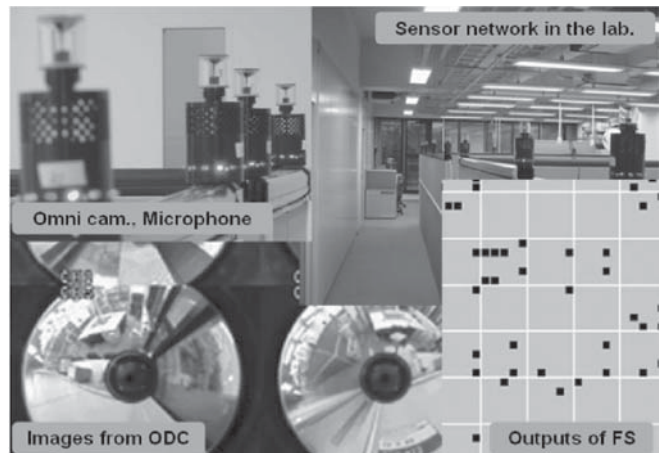 Sensor network in the lab.
Omni cam., Microphone
Images from ODC
Outputs of FS